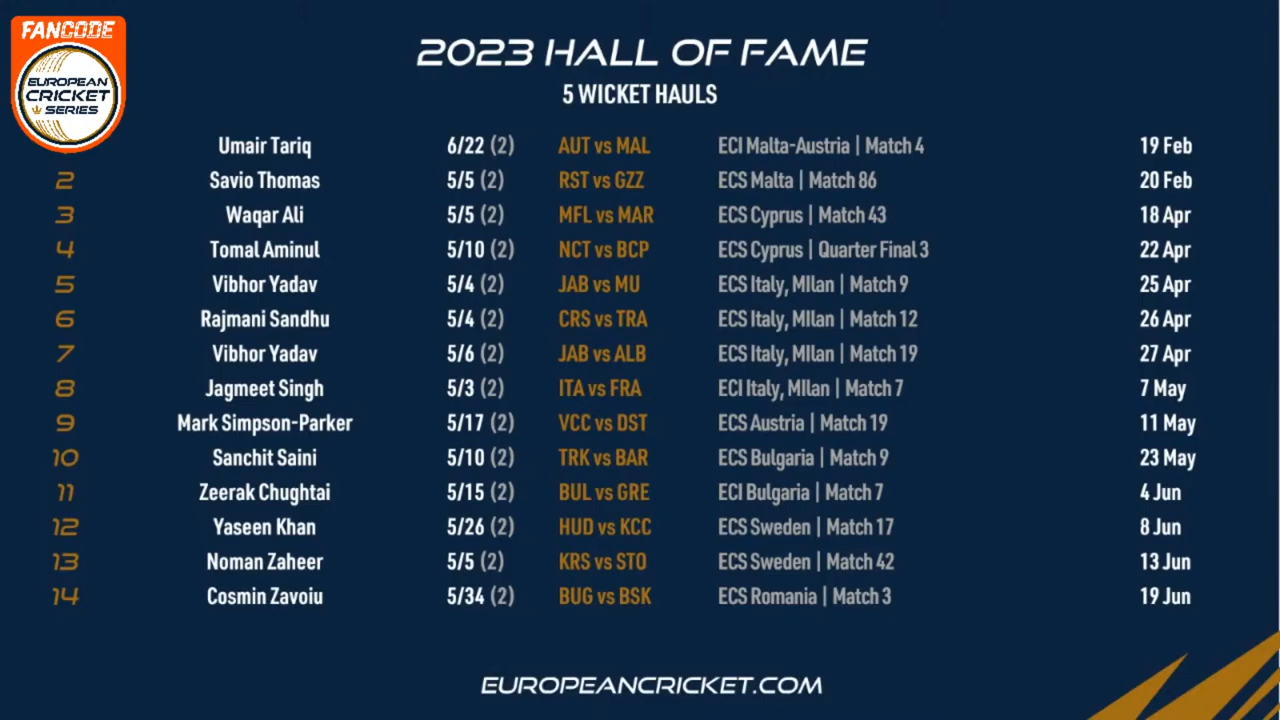 FANCODE
EUROPEAN
CRICKET
SERIES
2023 HALL OF FAME
5 WICKET HAULS
Umair Tariq 6/22 (2) AUT vs MAL ECI Malta-Austria | Match 4 19 Feb
2 Savio Thomas 5/5 (2) RST vs GZZ ECS Malta | Match 86 20 Feb
3 Waqar Ali 5/5 (2) MFL vs MAR ECS Cyprus | Match 43 18 Apr
4 Tomal Aminul 5/10 (2) NCT vs BCP ECS Cyprus | Quarter Final 3 22 Apr
5 Vibhor Yadav 5/4 (2) JAB vs MU ECS Italy, MIlan | Match 9 25 Apr
6 Rajmani Sandhu 5/4 (2) CRS vs TRA ECS Italy, MIlan | Match 12 26 Apr
7 Vibhor Yadav 5/6 (2) JAB vs ALB ECS Italy, MIlan | Match 19 27 Apr
8 Jagmeet Singh 5/3 (2) ITA vs FRA ECI Italy, MIlan | Match 7 7 May
9 Mark Simpson-Parker 5/17 (2) VCC vs DST ECS Austria | Match 19 11 May
10 Sanchit Saini 5/10 (2) TRK vs BAR ECS Bulgaria | Match 9 23 May
11 Zeerak Chughtai 5/15 (2) BUL vs GRE ECI Bulgaria | Match 7 4 Jun
12 Yaseen Khan 5/26 (2) HUD vs KCC ECS Sweden | Match 17 8 Jun
13 Noman Zaheer 5/5 (2) KRS vs STO ECS Sweden | Match 42 13 Jun
14 Cosmin Zavoiu 5/34 (2) BUG vs BSK ECS Romania | Match 3 19 Jun
EUROPEANCRICKET.COM